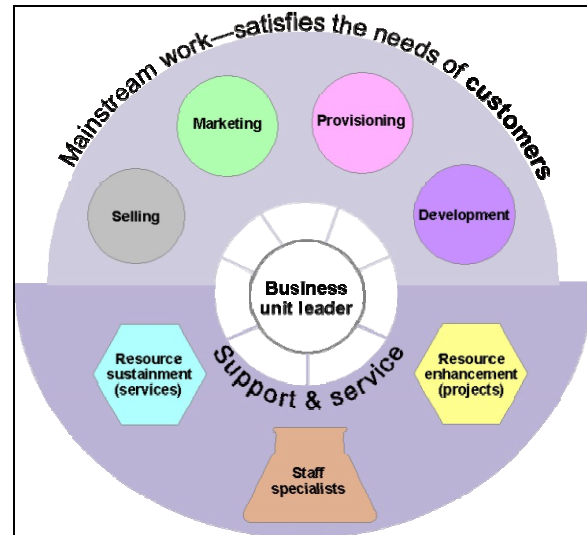 Mainstream work—satisfies the needs of customers
Marketing
Provisioning
Selling
Development
Business
unit leader
Support & service
Resource
sustainment
(services)
Resource
enhancement
(projects)
Staff
specialists